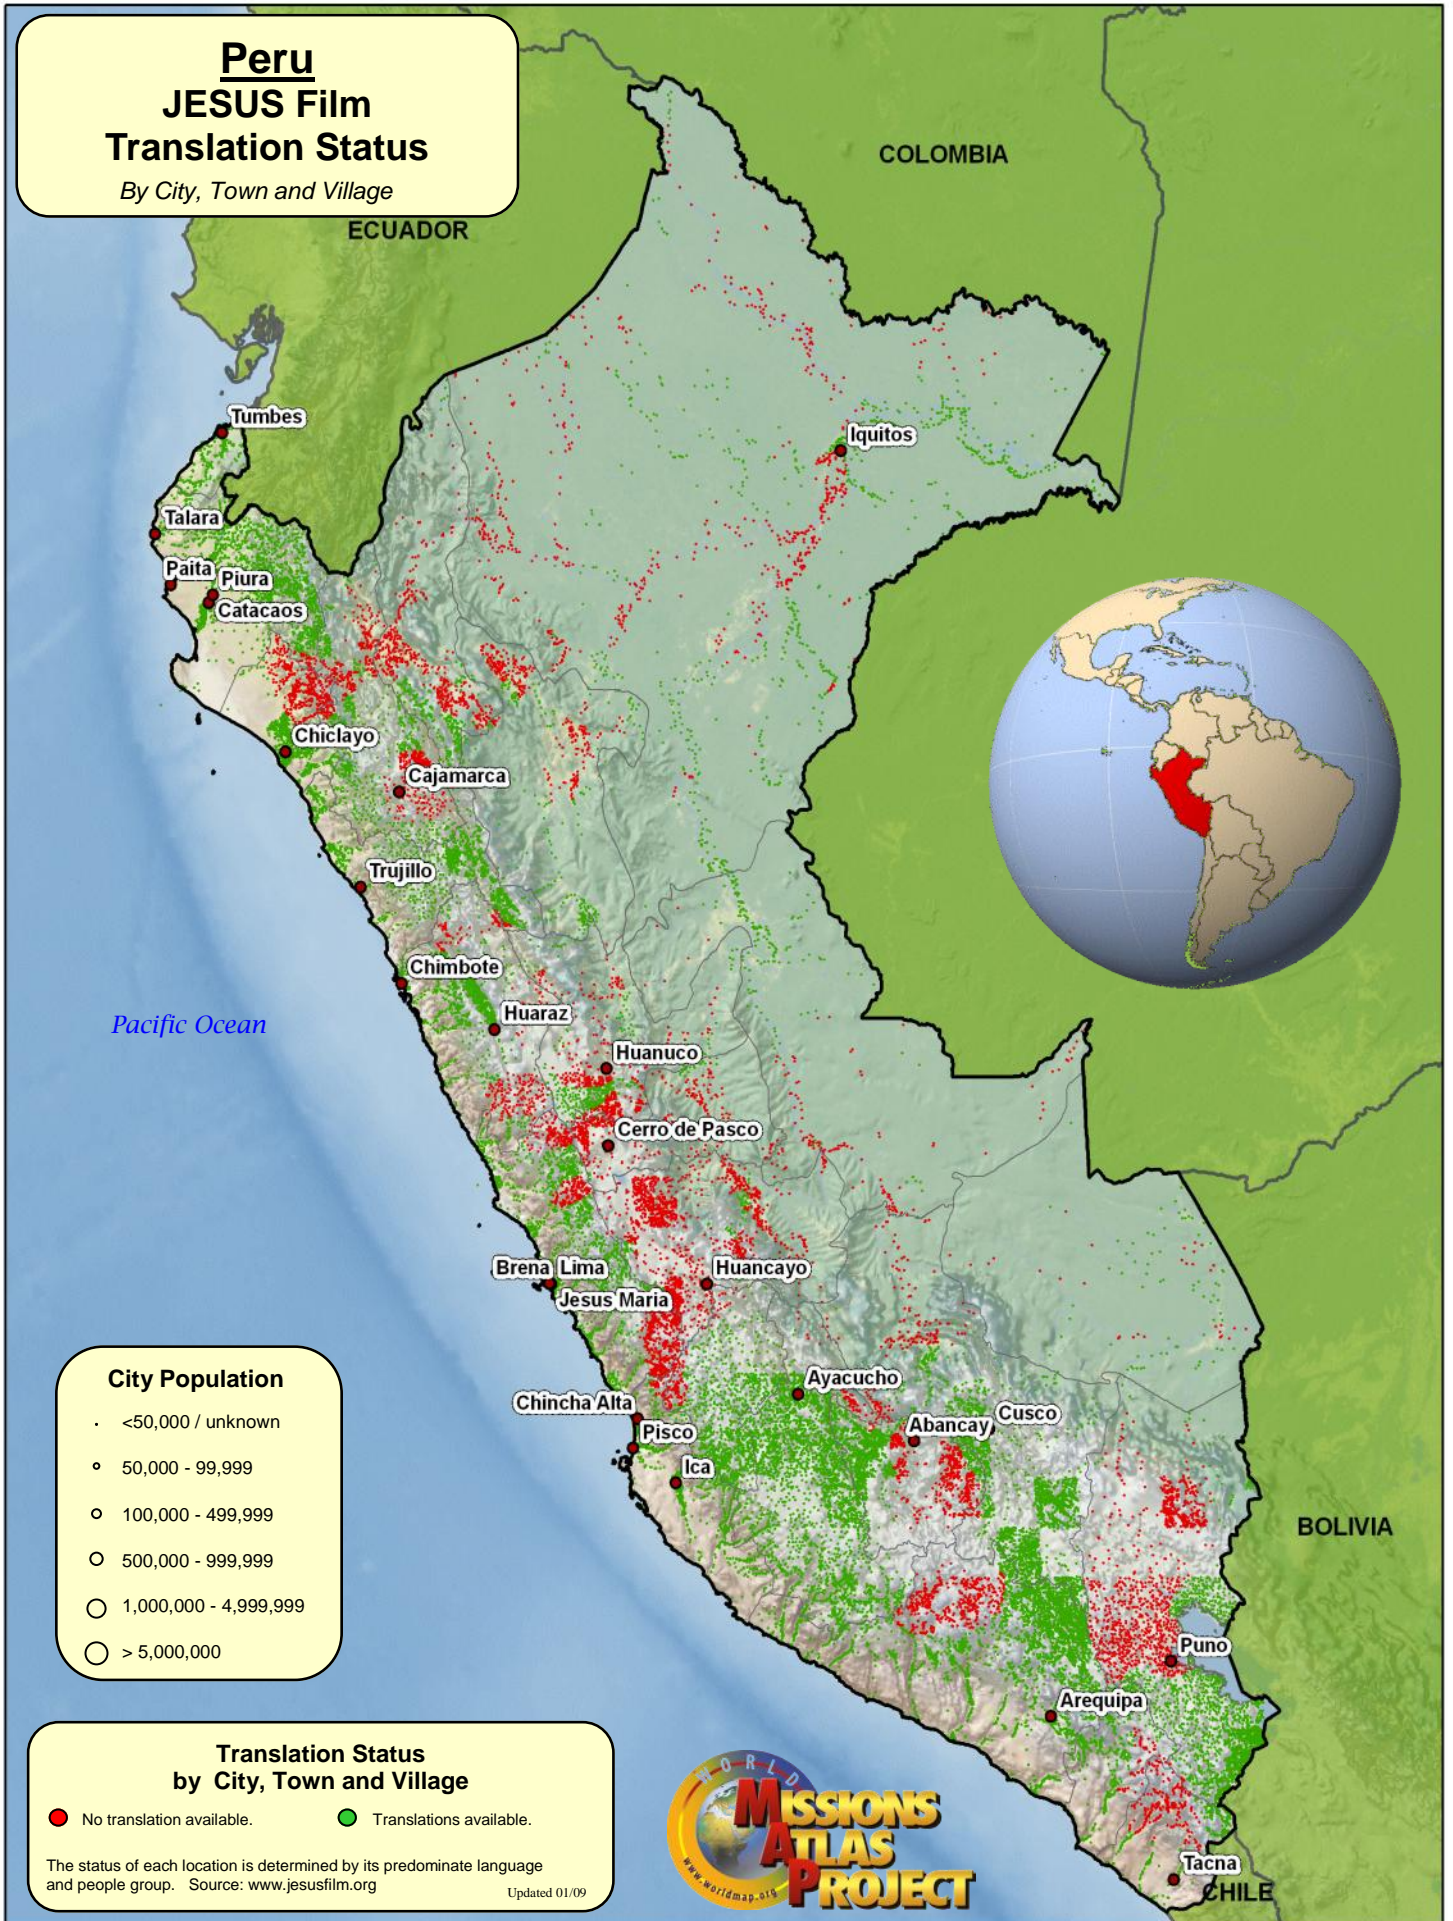 Peru
JESUS Film
Translation Status
By City, Town and Village
COLOMBIA
ECUADOR
Tumbes
Iquitos
Talara
Paita
Piura
Catacaos
Chiclayo
Cajamarca
Trujillo
Chimbote
Huaraz
Pacific Ocean
Huanuco
Cerro de Pasco
Brena
Lima
Huancayo
Jesus Maria
Ayacucho
Chincha Alta
Cusco
Abancay
Pisco
Ica
BOLIVIA
Puno
Arequipa
Tacna
CHILE
City Population
<50,000 / unknown
50,000 - 99,999
100,000 - 499,999
500,000 - 999,999
1,000,000 - 4,999,999
> 5,000,000
Translation Status
by City, Town and Village
No translation available.
Translations available.
The status of each location is determined by its predominate language
and people group. Source: www.jesusfilm.org
Updated 01/09
WORLD
MISSIONS
ATLAS
PROJECT
www.worldmap.org